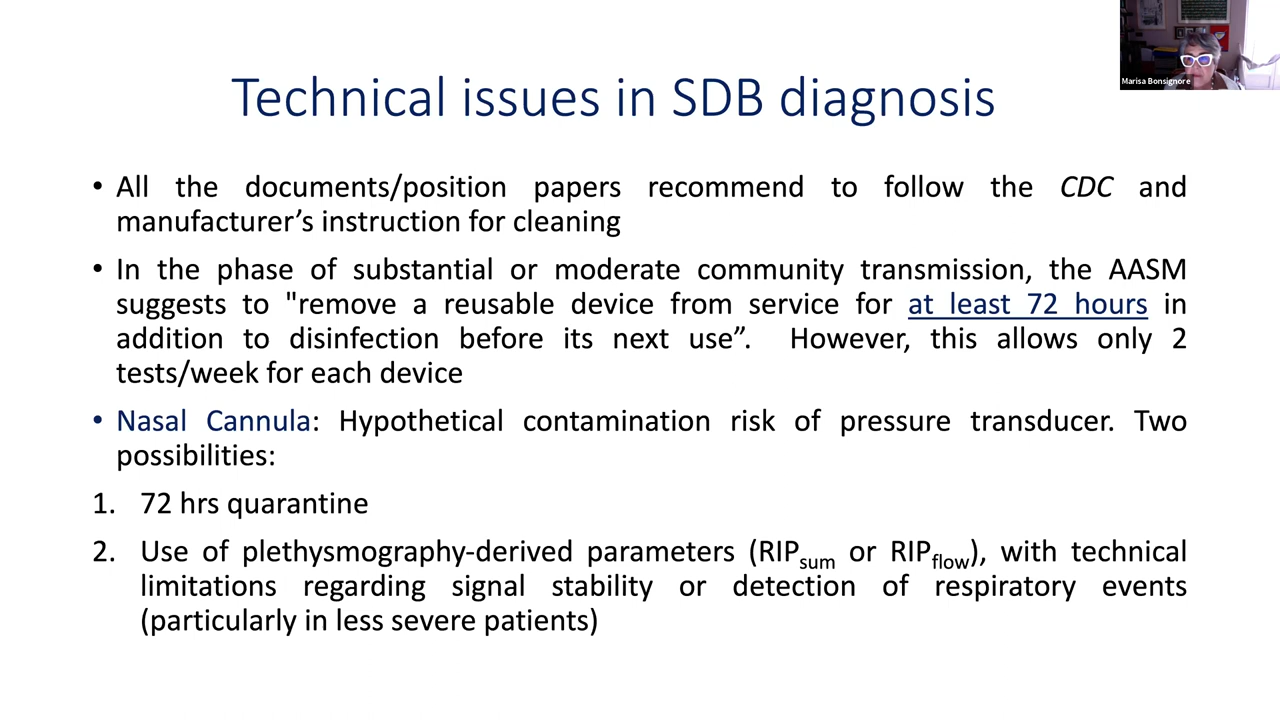 Marisa Bonsignore
Technical issues in SDB diagnosis
• All the documents/position papers recommend to follow the CDC and
manufacturer’s instruction for cleaning
• In the phase of substantial or moderate community transmission, the AASM
suggests to "remove a reusable device from service for at least 72 hours in
addition to disinfection before its next use”. However, this allows only 2
tests/week for each device
• Nasal Cannula: Hypothetical contamination risk of pressure transducer. Two
possibilities:
1. 72 hrs quarantine
2. Use of plethysmography-derived parameters (RIPsum or RIPflow), with technical
limitations regarding signal stability or detection of respiratory events
(particularly in less severe patients)